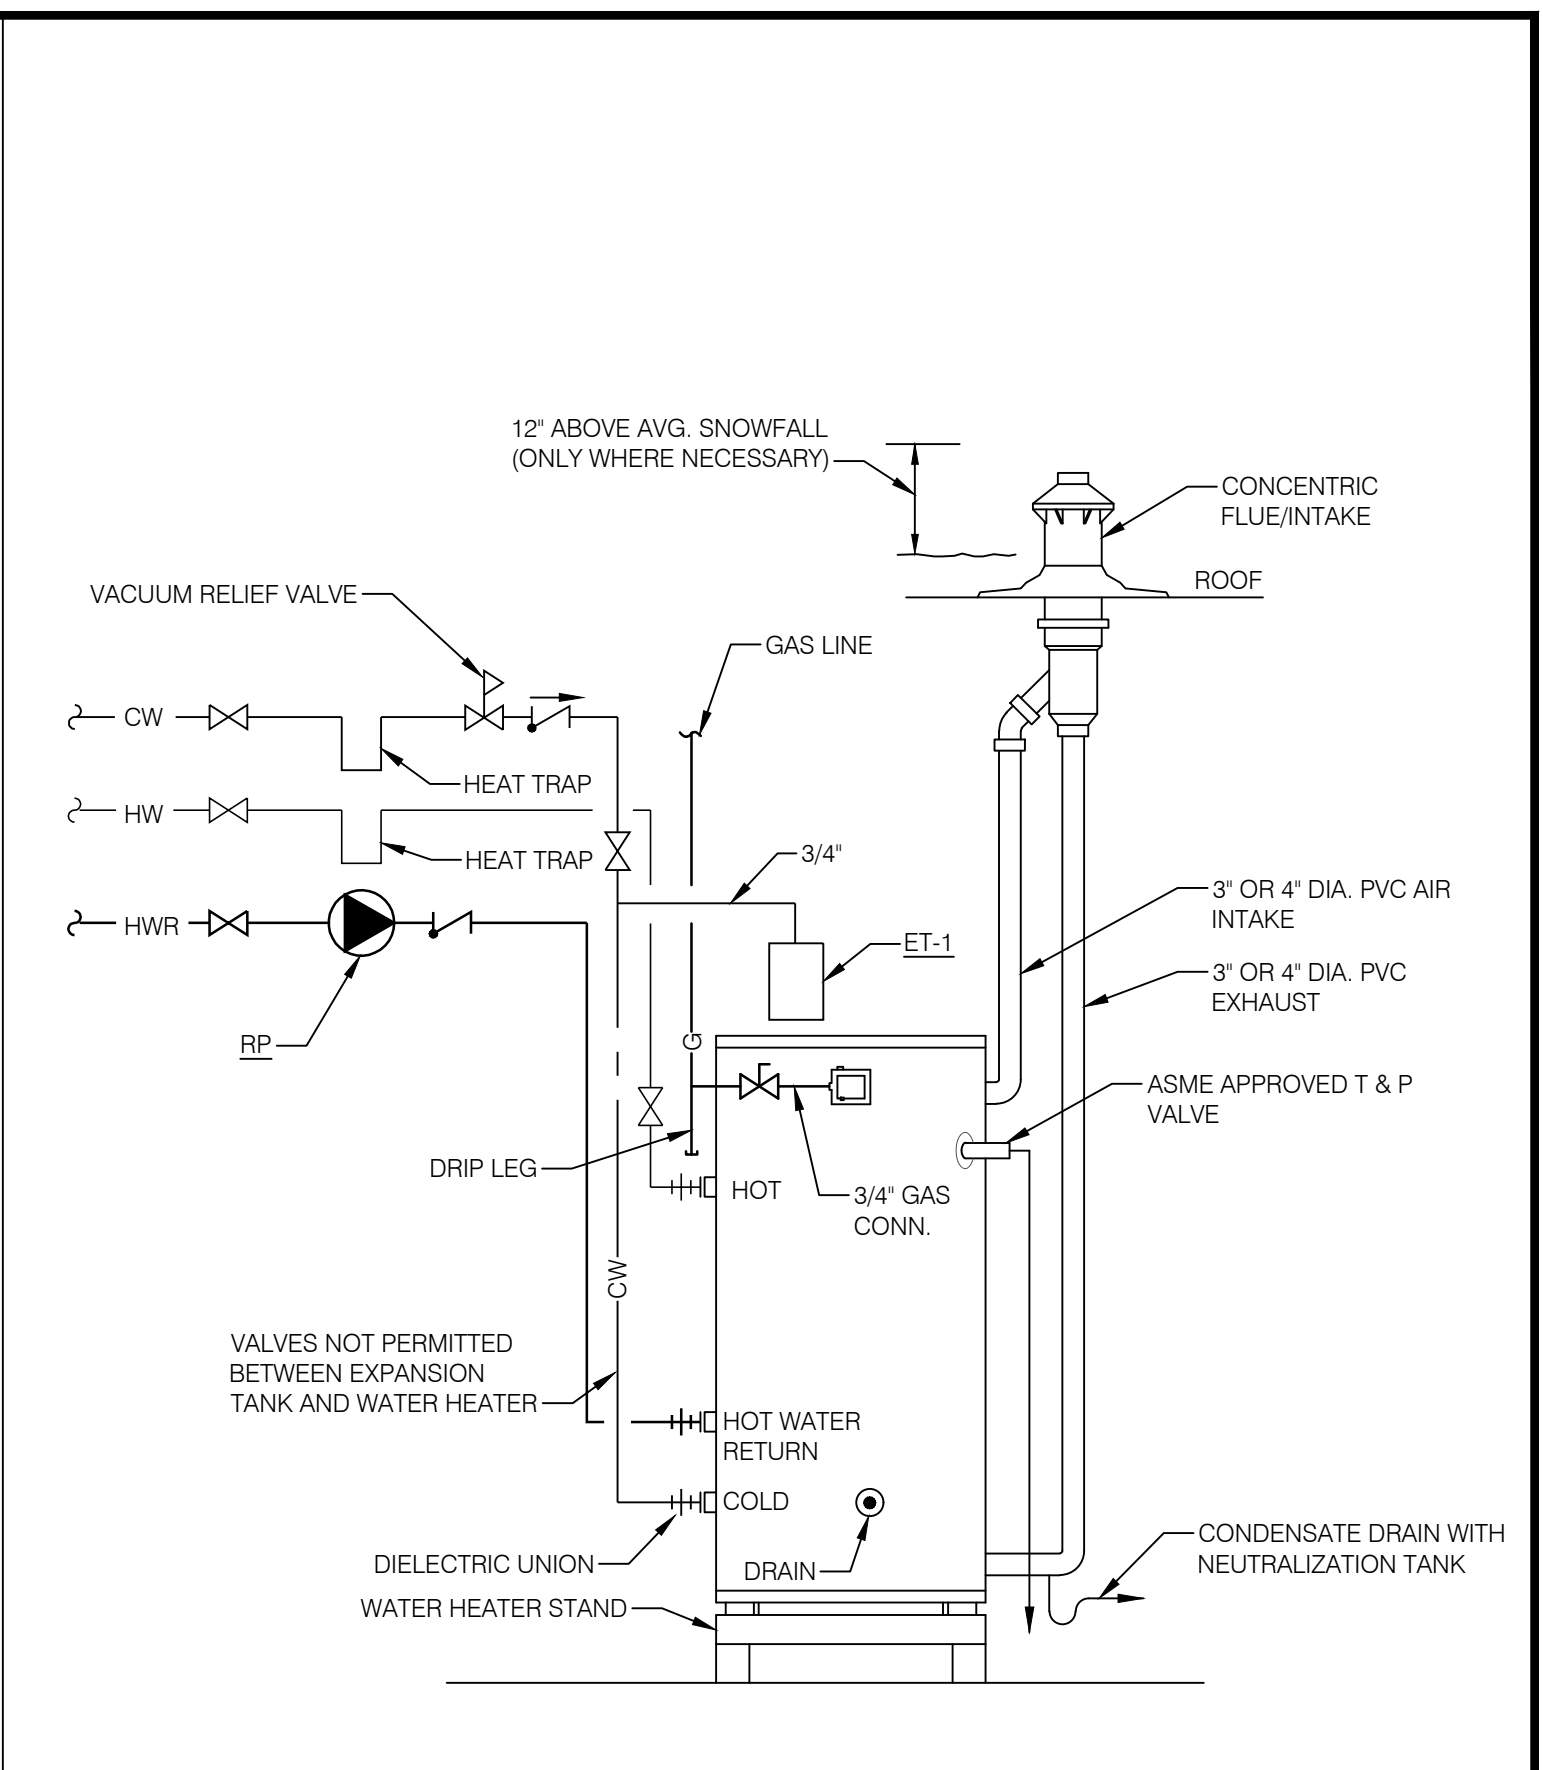 12" ABOVE AVG. SNOWFALL
(ONLY WHERE NECESSARY)
CONCENTRIC
FLUE/INTAKE
ROOF
VACUUM RELIEF VALVE
GAS LINE
CW
HEAT TRAP
HW
HEAT TRAP
3/4"
HWR
ET-1
3" OR 4" DIA. PVC AIR
INTAKE
3" OR 4" DIA. PVC
EXHAUST
RP
G
ASME APPROVED T & P
VALVE
DRIP LEG
HOT
3/4" GAS
CONN.
CW
VALVES NOT PERMITTED
BETWEEN EXPANSION
TANK AND WATER HEATER
HOT WATER
RETURN
COLD
DIELECTRIC UNION
DRAIN
CONDENSATE DRAIN WITH
NEUTRALIZATION TANK
WATER HEATER STAND